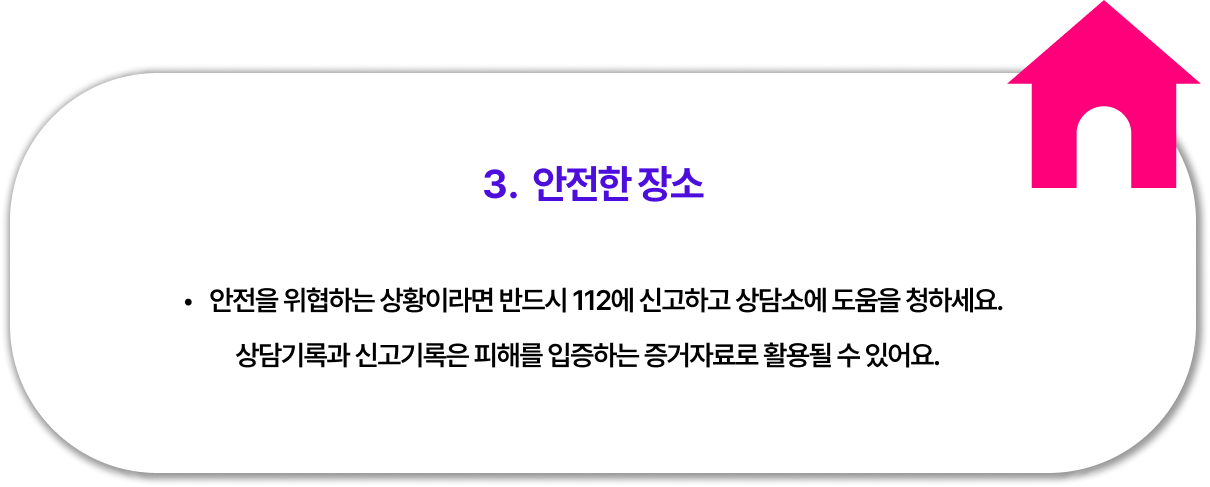 3. 안전한 장소
• 안전을 위협하는 상황이라면 반드시 112에 신고하고 상담소에 도움을 청하세요.
상담기록과 신고기록은 피해를 입증하는 증거자료로 활용될 수 있어요.